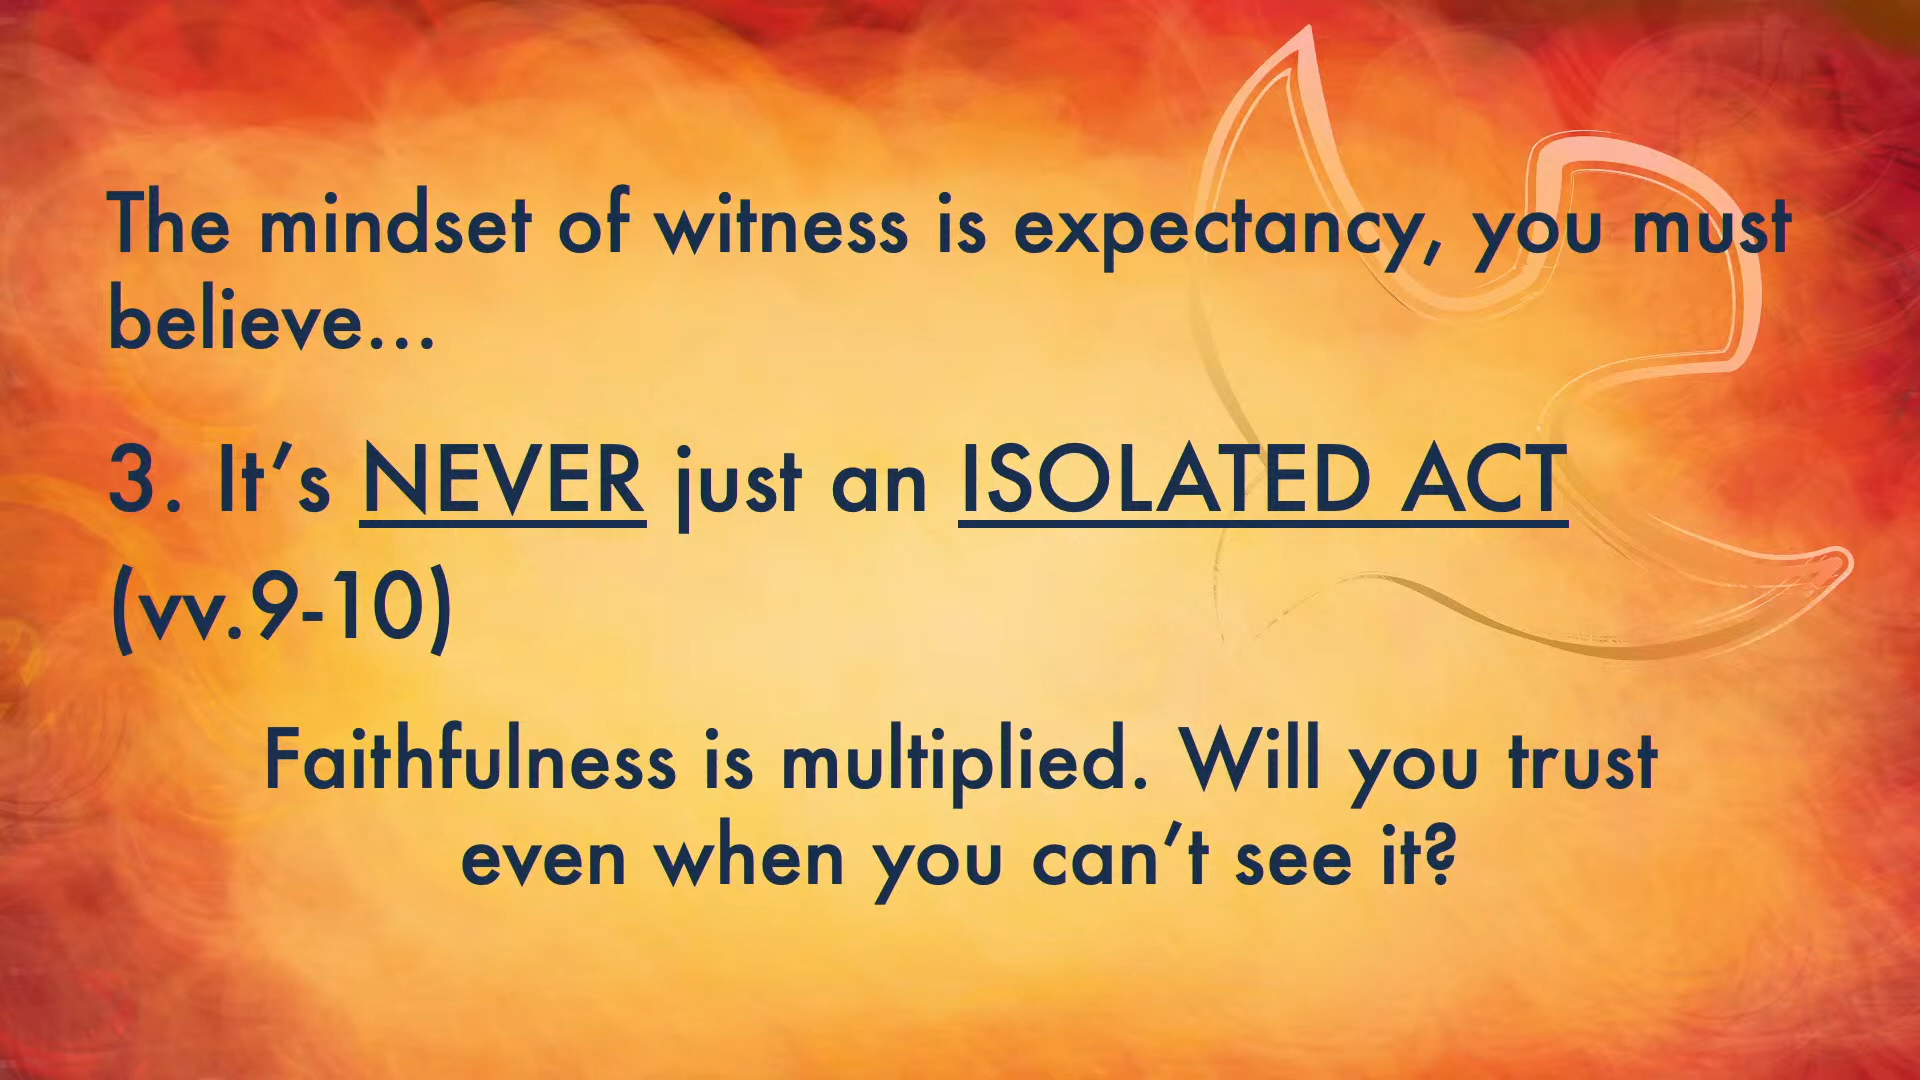 The mindset of witness is expectancy, you must
believe…
3. It’s NEVER just an ISOLATED ACT
(vv.9-10)
Faithfulness is multiplied. Will you trust
even when you can’t see it?